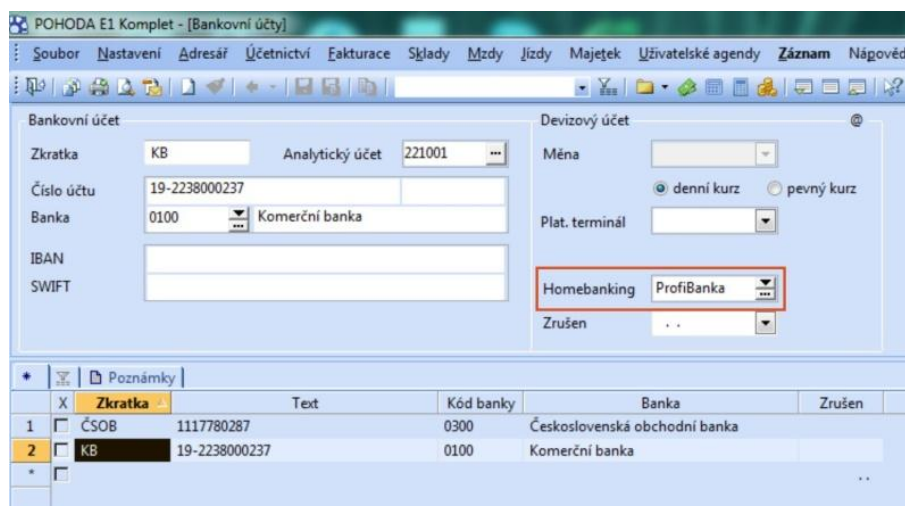 POHODA E1 Komplet - [Bankovní účty]
Soubor Nastavení Adresář Účetnictví Fakturace Sklady Mzdy Jízdy Majetek Uživatelské agendy Záznam Nápověd
Bankovní účet
Devizový účet @
Zkratka KB Analytický účet 221001 ...
Měna
Číslo účtu 19-2238000237
denní kurz pevný kurz
Banka 0100 Komerční banka
Plat. terminál
IBAN
SWIFT
Homebanking ProfiBanka
Zrušen . .
* Poznámky
X Zkratka Text Kód banky Banka Zrušen
1 ČSOB 1117780287 0300 Československá obchodní banka
2 KB 19-2238000237 0100 Komerční banka
* . .